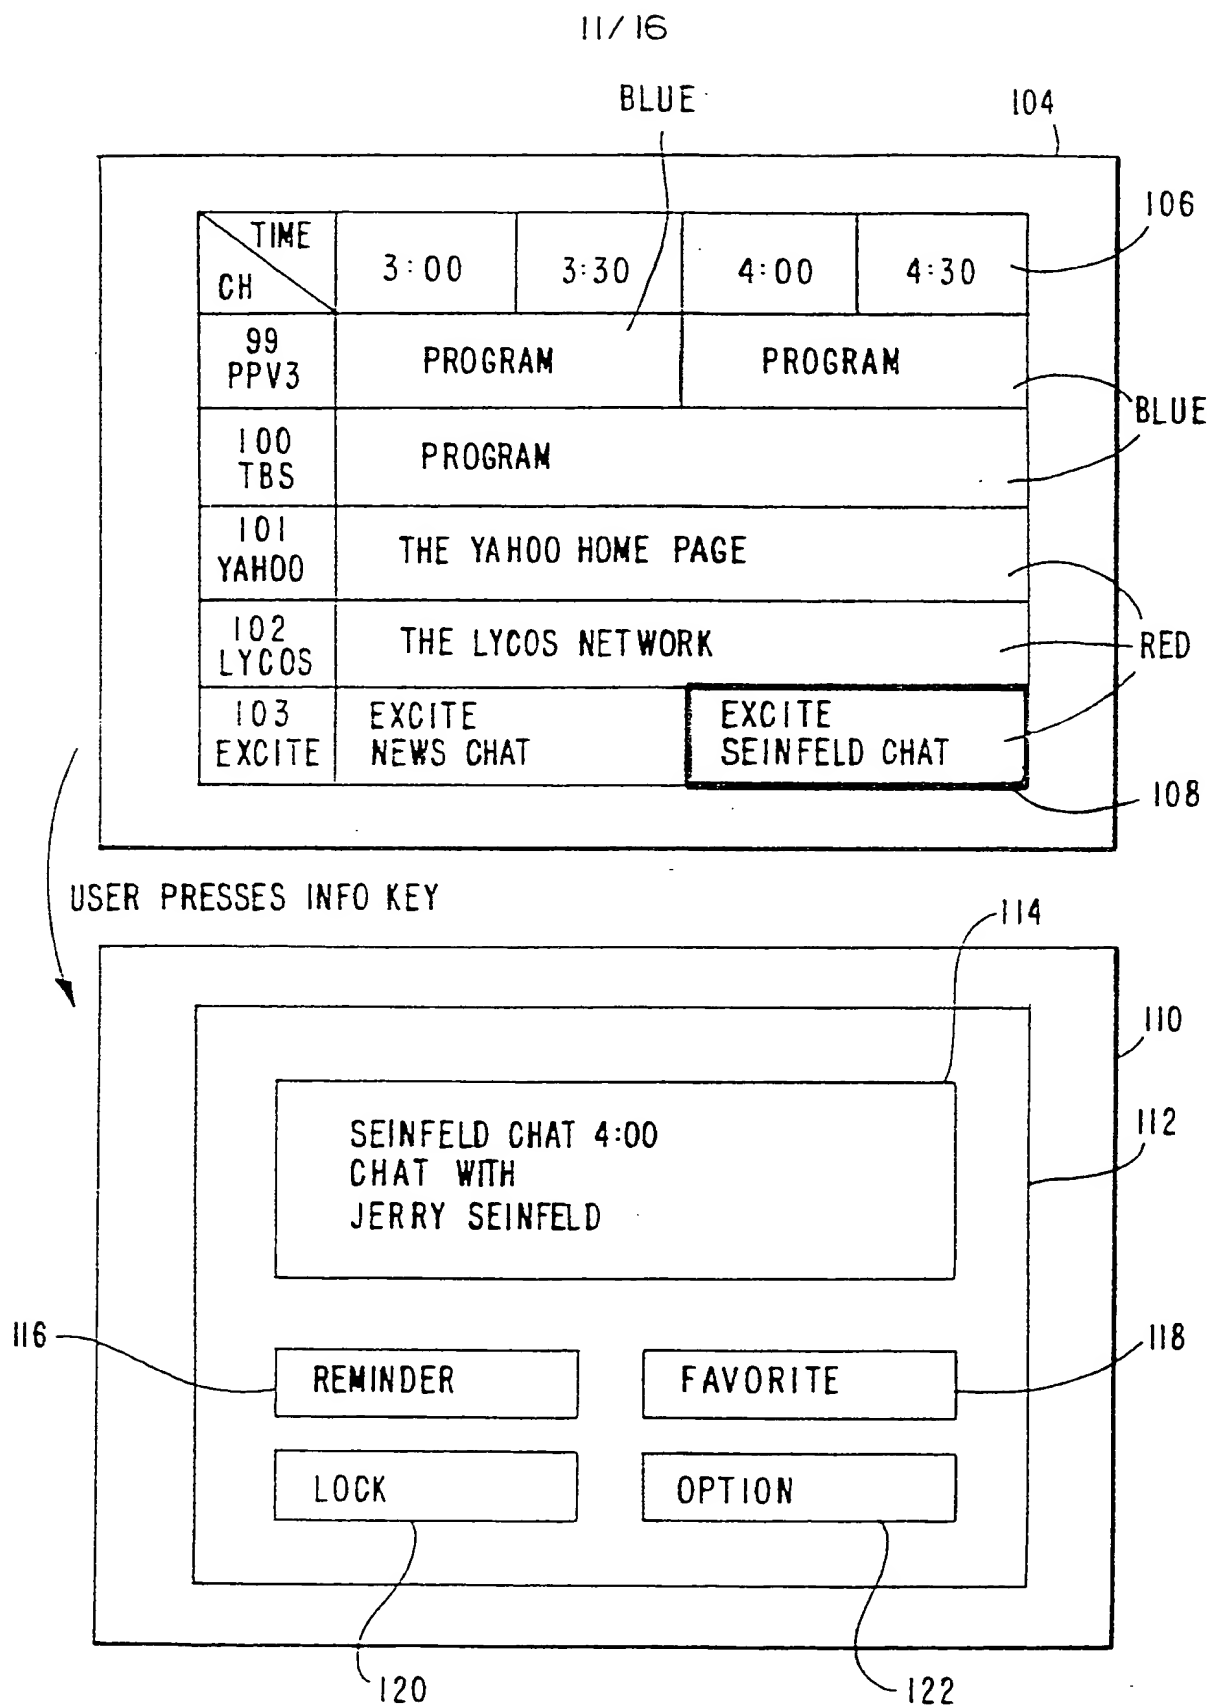 11/16
BLUE
104
106
TIME
CH
3:00
3:30
4:00
4:30
99
PPV3
PROGRAM
PROGRAM
BLUE
100
TBS
PROGRAM
101
YAHOO
THE YAHOO HOME PAGE
102
LYCOS
THE LYCOS NETWORK
RED
103
EXCITE
EXCITE
NEWS CHAT
EXCITE
SEINFELD CHAT
108
USER PRESSES INFO KEY
114
110
112
SEINFELD CHAT 4:00
CHAT WITH
JERRY SEINFELD
116
REMINDER
FAVORITE
118
LOCK
OPTION
120
122